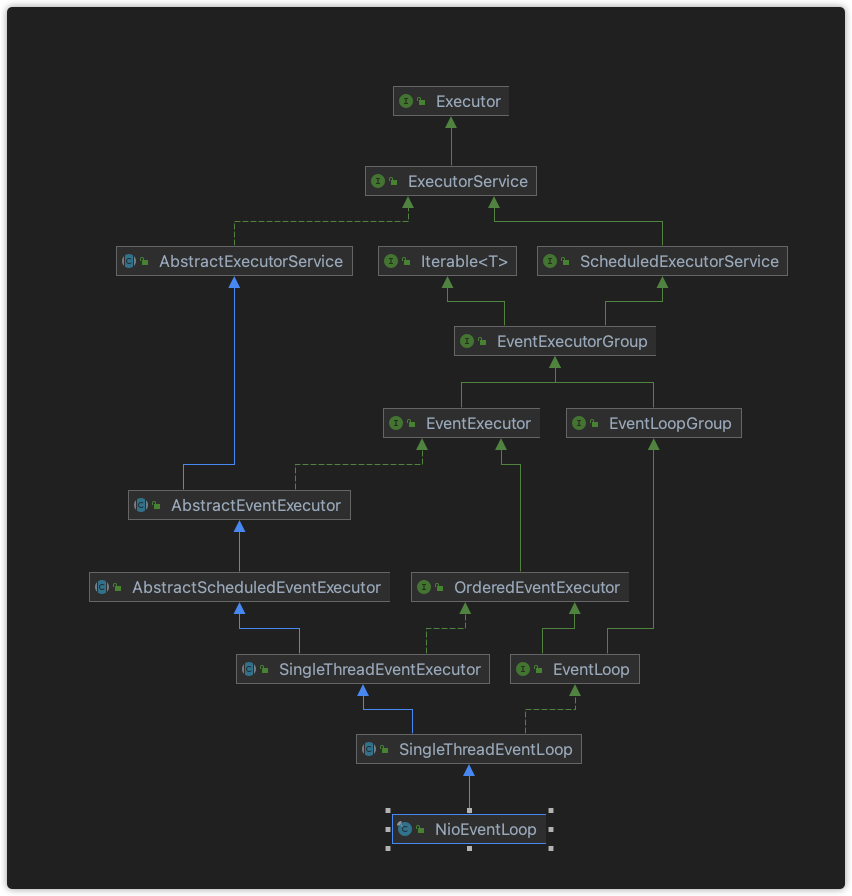 Executor
ExecutorService
AbstractExecutorService
Iterable<T>
ScheduledExecutorService
EventExecutorGroup
EventExecutor
EventLoopGroup
AbstractEventExecutor
AbstractScheduledEventExecutor
OrderedEventExecutor
SingleThreadEventExecutor
EventLoop
SingleThreadEventLoop
NioEventLoop